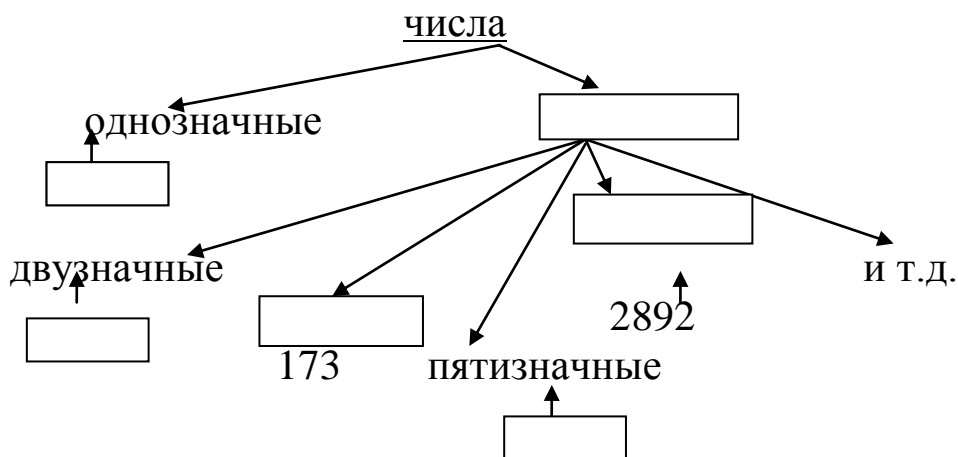 числа
однозначные
двузначные
и т.д.
2892
173
пятизначные